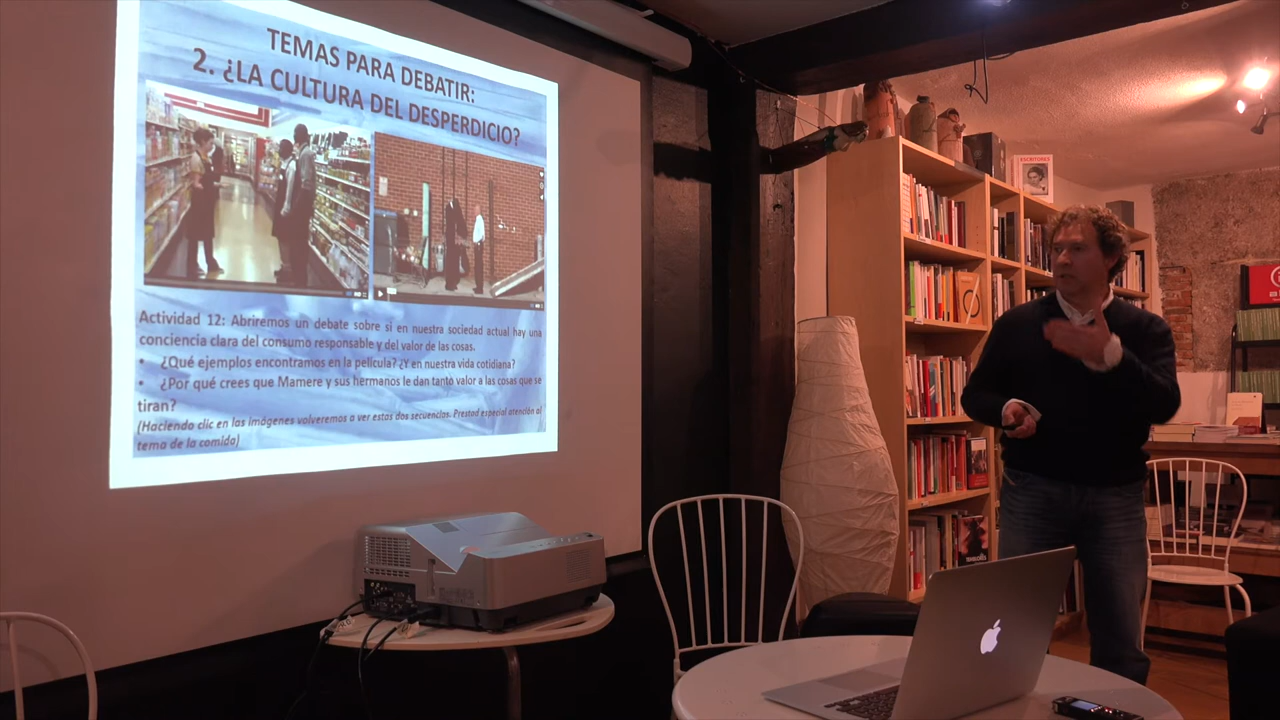 TEMAS PARA DEBATIR:
2. ¿LA CULTURA DEL DESPERDICIO?
Actividad 12: Abriremos un debate sobre si en nuestra sociedad actual hay una
conciencia clara del consumo responsable y del valor de las cosas.
• ¿Qué ejemplos encontramos en la película? ¿Y en nuestra vida cotidiana?
• ¿Por qué crees que Mamere y sus hermanos le dan tanto valor a las cosas que se
tiran?
(Haciendo clic en las imágenes volveremos a ver estas dos secuencias. Prestad especial atención al
tema de la comida)
ESCRITORES